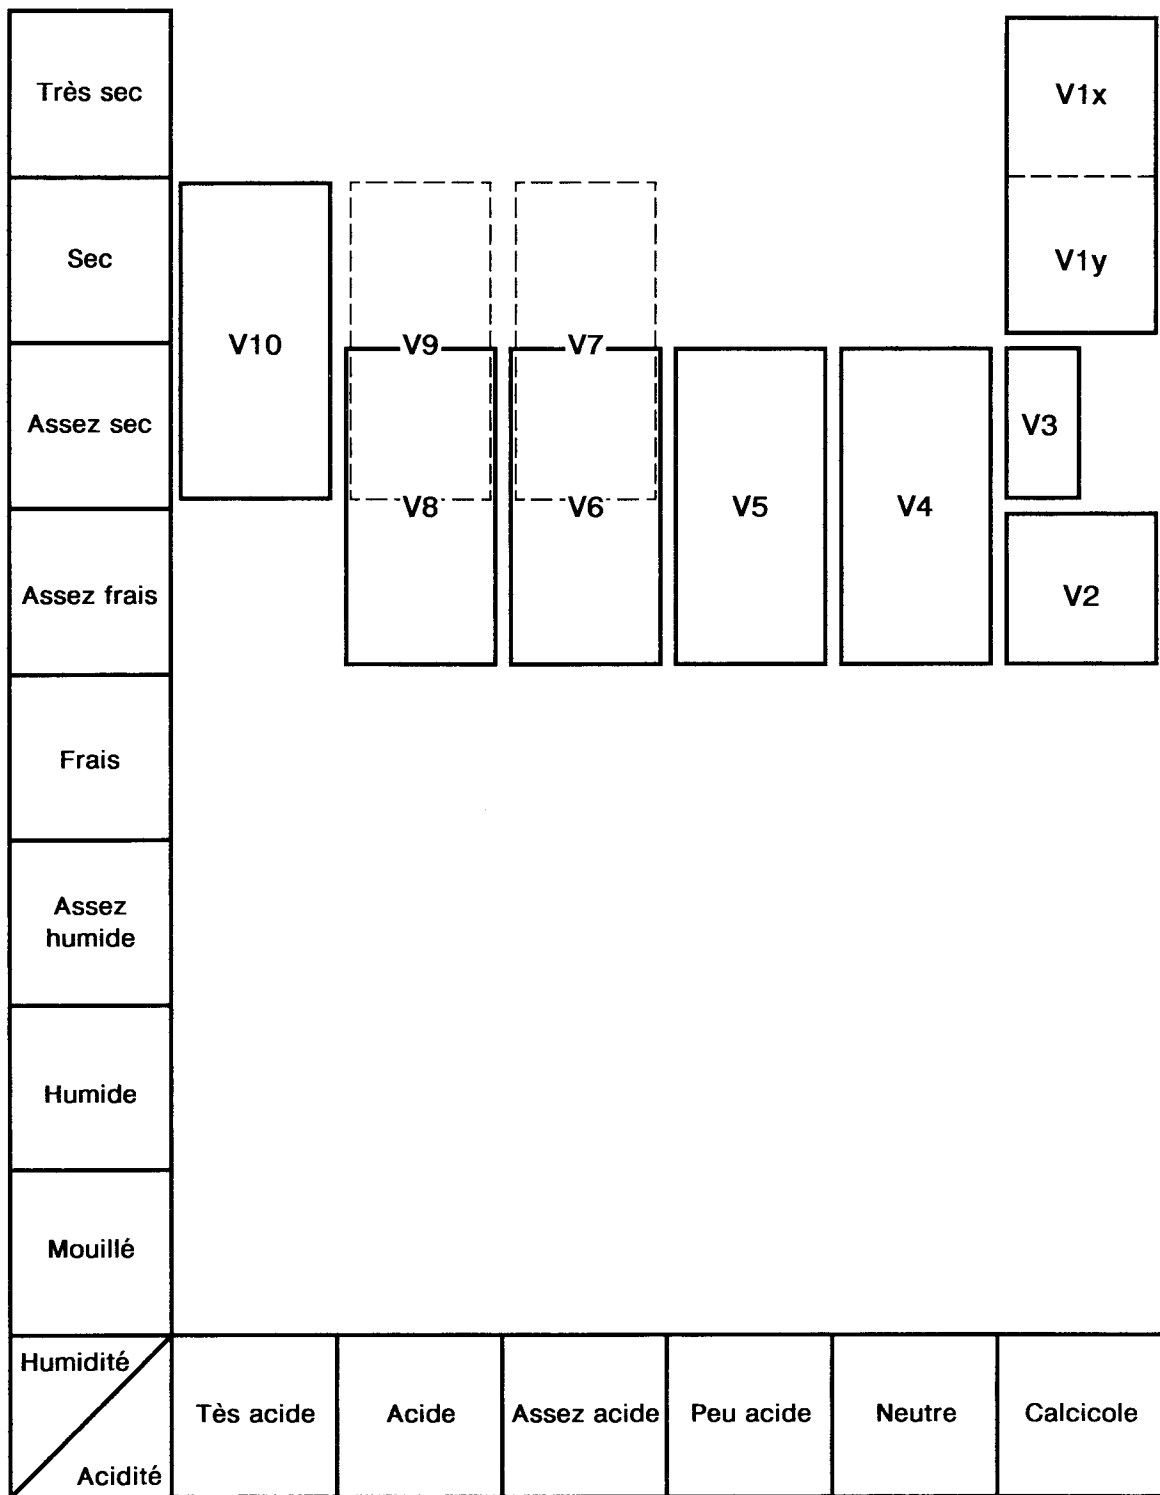 Très sec
V1x
Sec
V1y
V10
V9
V7
Assez sec
V3
V8
V6
V5
V4
Assez frais
V2
Frais
Assez
humide
Humide
Mouillé
Humidité
Acidité
Tès acide
Acide
Assez acide
Peu acide
Neutre
Calcicole